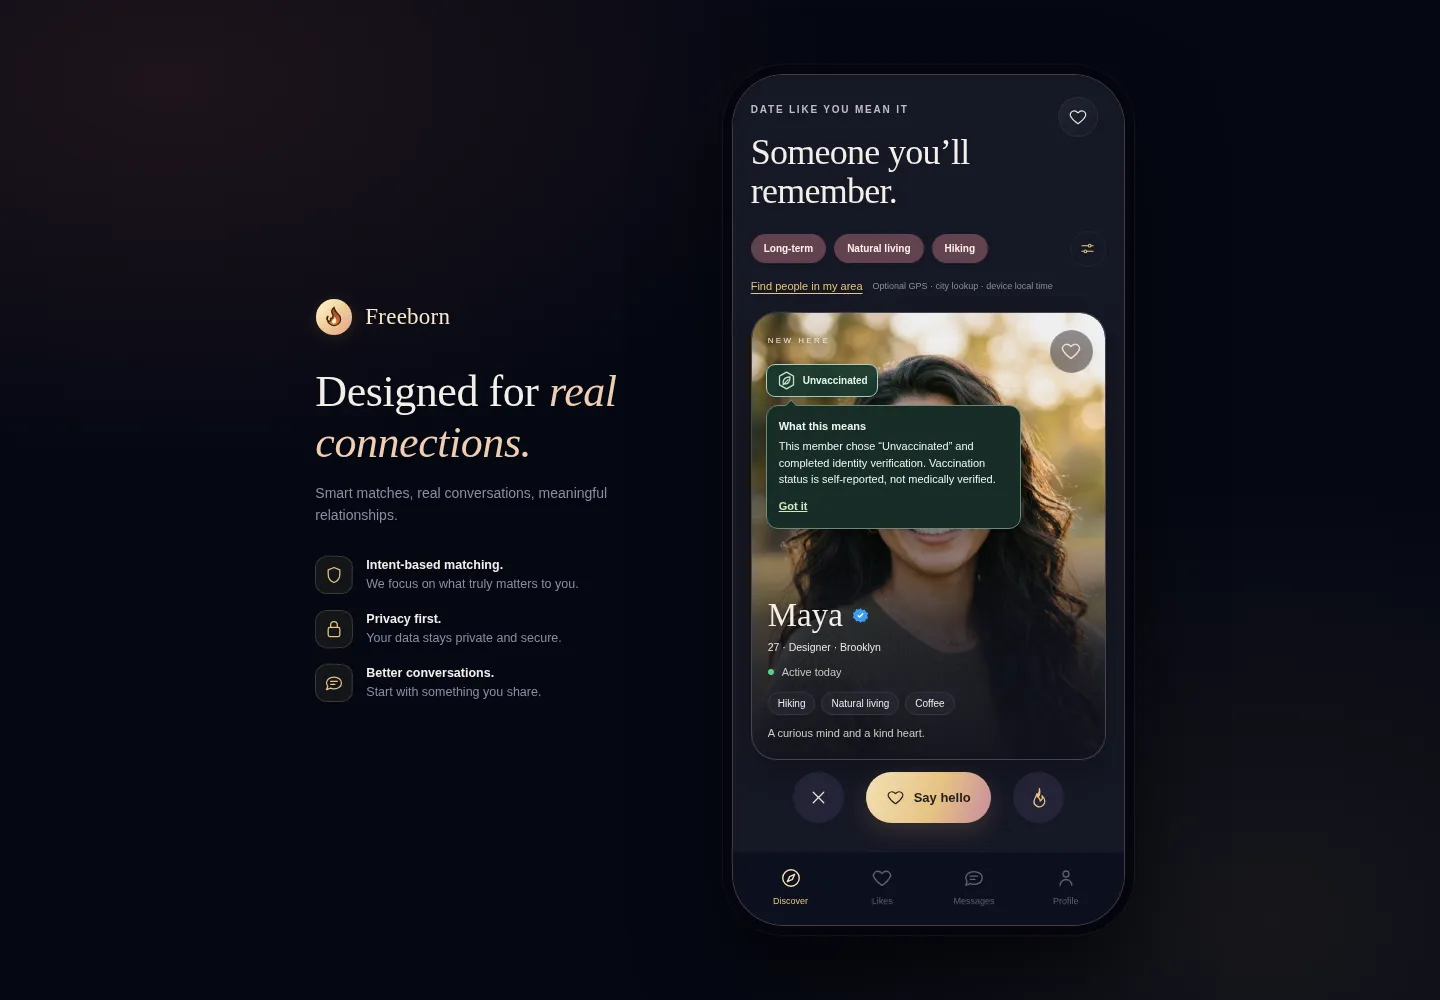 Freeborn
Designed for real
connections.
Smart matches, real conversations, meaningful
relationships.
Intent-based matching.
We focus on what truly matters to you.
Privacy first.
Your data stays private and secure.
Better conversations.
Start with something you share.
DATE LIKE YOU MEAN IT
Someone you’ll
remember.
Long-term Natural living Hiking
Find people in my area Optional GPS · city lookup · device local time
NEW HERE
Unvaccinated
What this means
This member chose “Unvaccinated” and
completed identity verification. Vaccination
status is self-reported, not medically verified.
Got it
Maya
27 · Designer · Brooklyn
Active today
Hiking Natural living Coffee
A curious mind and a kind heart.
Say hello
Discover Likes Messages Profile